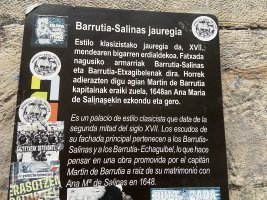 Barrutia-Salinas jauregia
Estilo klasizistako jauregia da, XVII.
mendearen bigarren erdialdekoa. Fatxada
nagusiko armarriak Barrutia-Salinas
eta Barrutia-Etxagibelenak dira. Horrek
adierazten digu agian Martin de Barrutia
kapitainak eraiki zuela, 1648an Ana Maria
de Salinasekin ezkondu eta gero.
Es un palacio de estilo clasicista que data de la
segunda mitad del siglo XVII. Los escudos de
su fachada principal pertenecen a los Barrutia-
Salinas y a los Barrutia-Echaguibel, lo que hace
pensar en una obra promovida por el capitán
Martín de Barrutia a raiz de su matrimonio con
Ana Mª de Salinas en 1648.